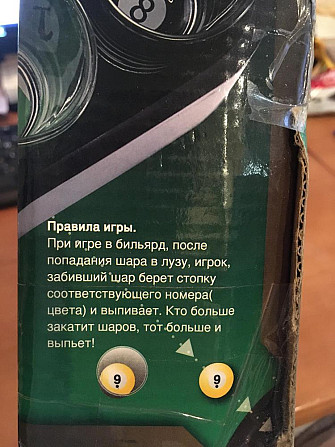 8
Правила игры.
При игре в бильярд, после
попадания шара в лузу, игрок,
забивший шар берет стопку
соответствующего номера(
цвета) и выпивает. Кто больше
закатит шаров, тот больше и
выпьет!
9 9